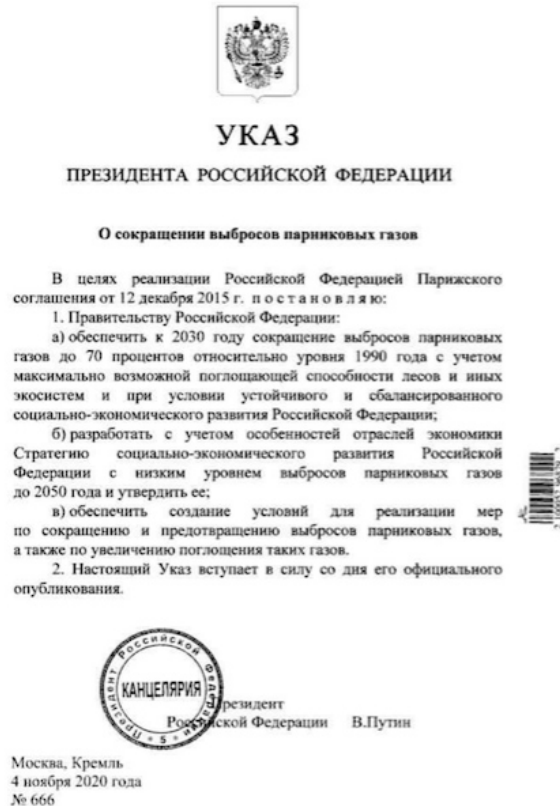 УКАЗ
ПРЕЗИДЕНТА РОССИЙСКОЙ ФЕДЕРАЦИИ
О сокращении выбросов парниковых газов
В целях реализации Российской Федерацией Парижского
соглашения от 12 декабря 2015 г. п о с т а н о в л я ю:
1. Правительству Российской Федерации:
а) обеспечить к 2030 году сокращение выбросов парниковых
газов до 70 процентов относительно уровня 1990 года с учетом
максимально возможной поглощающей способности лесов и иных
экосистем и при условии устойчивого и сбалансированного
социально-экономического развития Российской Федерации;
б) разработать с учетом особенностей отраслей экономики
Стратегию социально-экономического развития Российской
Федерации с низким уровнем выбросов парниковых газов
до 2050 года и утвердить ее;
в) обеспечить создание условий для реализации мер
по сокращению и предотвращению выбросов парниковых газов,
а также по увеличению поглощения таких газов.
2. Настоящий Указ вступает в силу со дня его официального
опубликования.
Президент Российской Федерации
КАНЦЕЛЯРИЯ
* 5 *
Президент
Российской Федерации В.Путин
Москва, Кремль
4 ноября 2020 года
№ 666